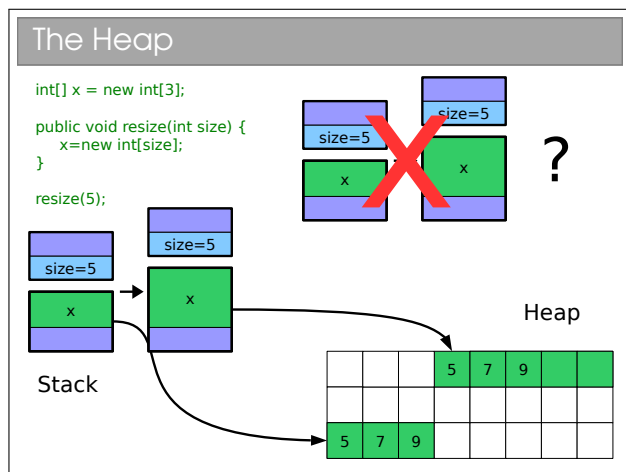 The Heap
int[] x = new int[3];
public void resize(int size) {
x=new int[size];
}
resize(5);
size=5
x
size=5
x
?
size=5
x
size=5
x
Stack
Heap
5 7 9
5 7 9